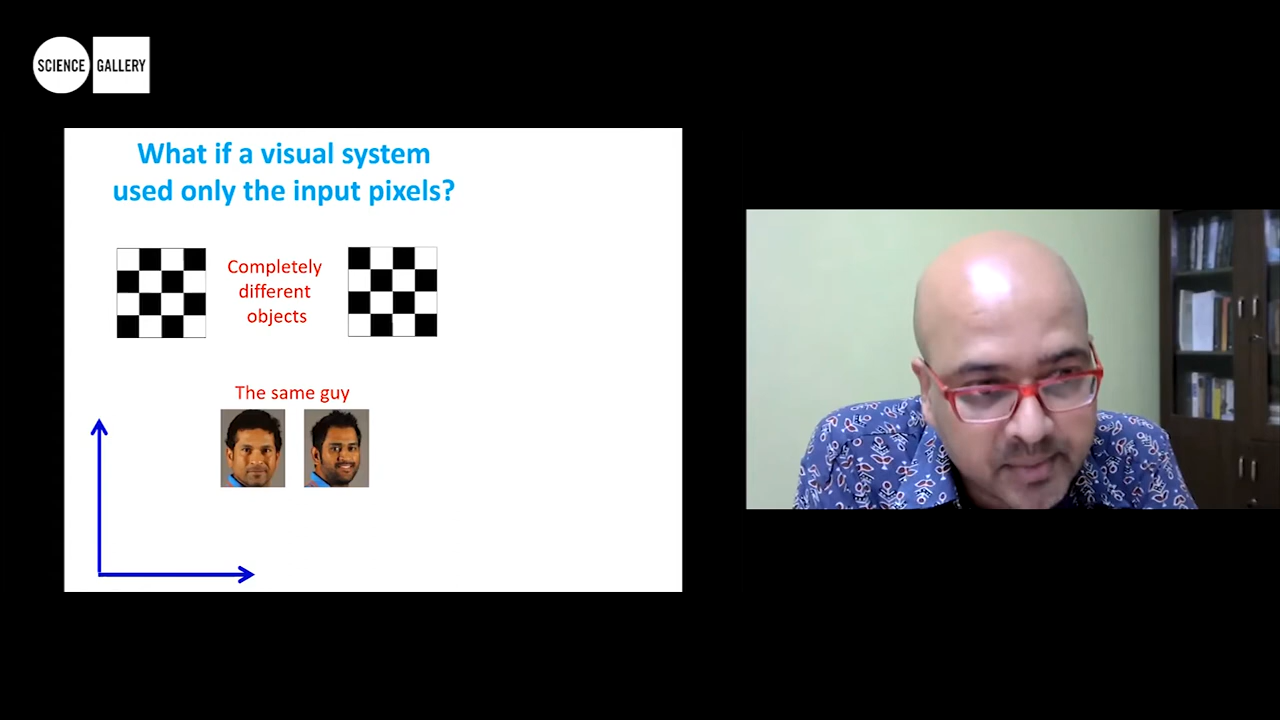 SCIENCE GALLERY
What if a visual system
used only the input pixels?
Completely
different
objects
The same guy